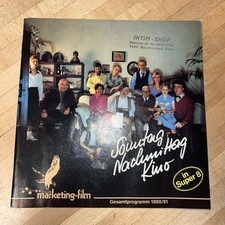 INTIM-SHOP
Sonntag
Nachmittag
Kino
in
Super 8
marketing-film
Gesamtprogramm 1980/81